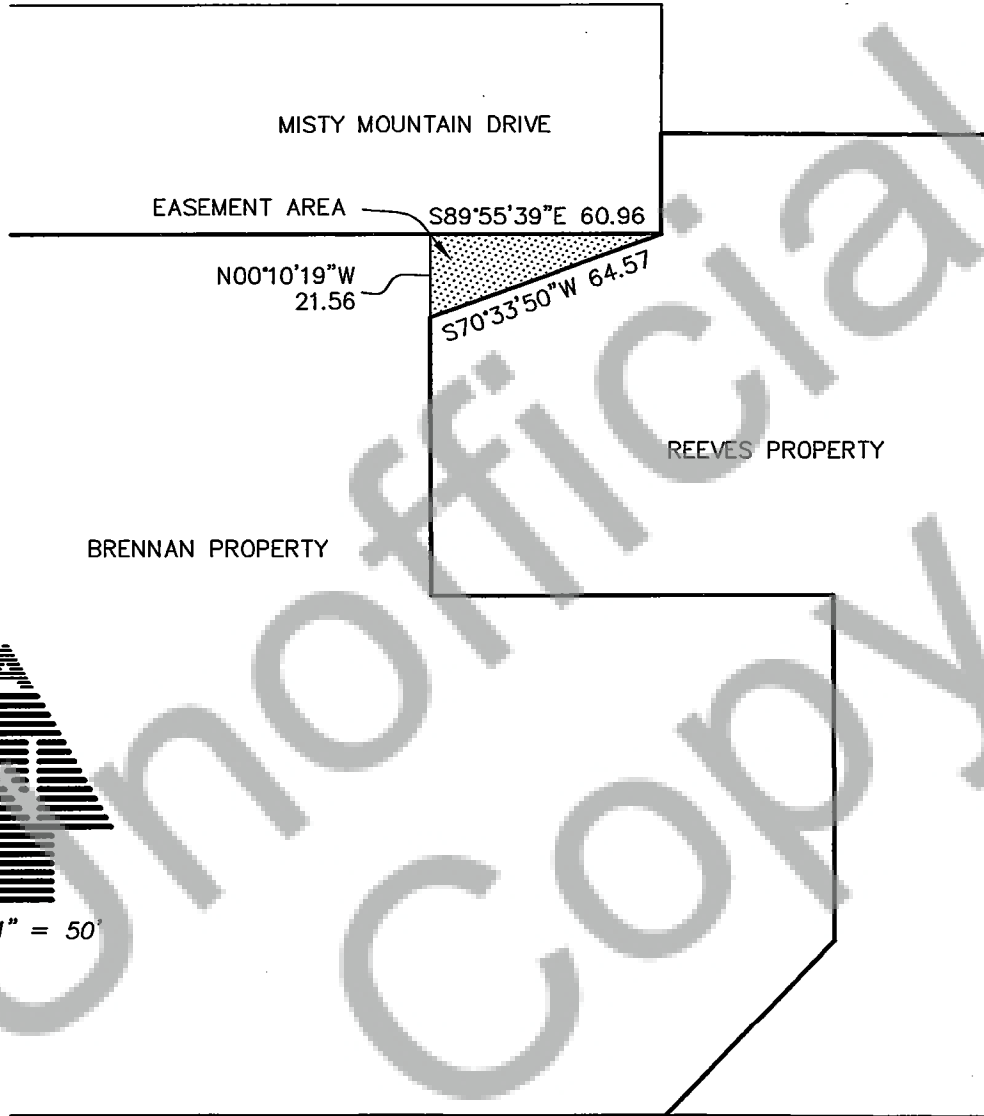 MISTY MOUNTAIN DRIVE
EASEMENT AREA
S89°55'39"E 60.96
N00°10'19"W
21.56
S70°33'50"W 64.57
REEVES PROPERTY
BRENNAN PROPERTY
1" = 50'
Unofficial
Copy